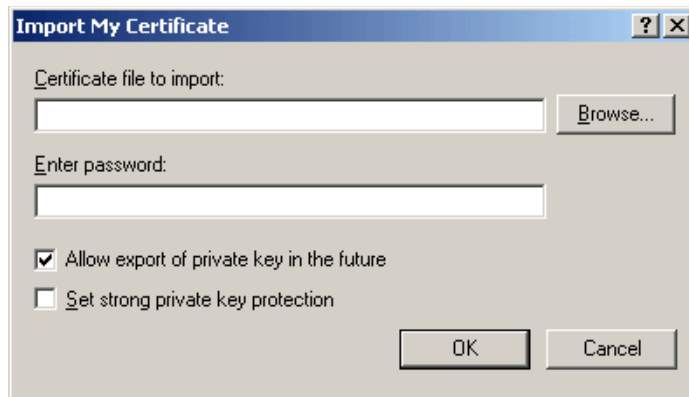 Import My Certificate
Certificate file to import:
Browse...
Enter password:
Allow export of private key in the future
Set strong private key protection
OK Cancel